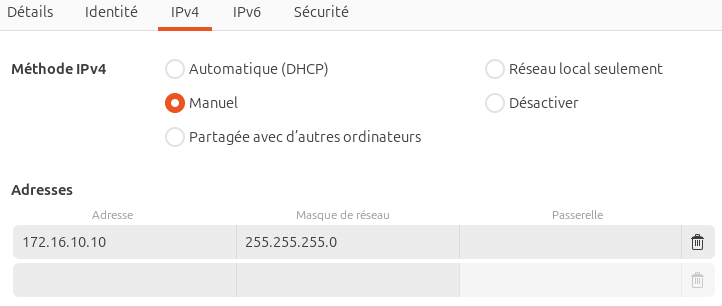 Détails Identité IPv4 IPv6 Sécurité
Méthode IPv4 Automatique (DHCP) Réseau local seulement
Manuel Désactiver
Partagée avec d’autres ordinateurs
Adresses
Adresse Masque de réseau Passerelle
172.16.10.10 255.255.255.0